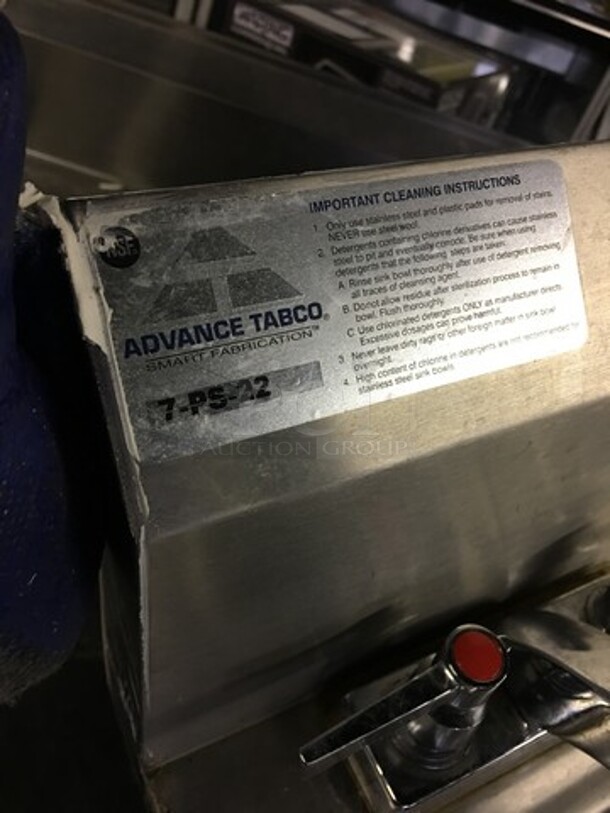 NSF
ADVANCE TABCO®
SMART FABRICATION™
7-PS-22
IMPORTANT CLEANING INSTRUCTIONS
1. Only use stainless steel and plastic pads for removal of stains.
NEVER use steel wool.
2. Detergents containing chlorine derivatives can cause stainless
steel to pit and eventually corrode. Be sure when using
detergents that the following steps are taken.
A. Rinse sink bowl thoroughly after use of detergent removing
all traces of cleansing agent.
B. Do not allow residue after sterilization process to remain in
bowl. Flush thoroughly.
C. Use chlorinated detergents ONLY as manufacturer directs.
Excessive dosages can prove harmful.
3. Never leave dirty rags or other foreign matter in sink bowl
overnight.
4. High content of chlorine in detergents are not recommended for
stainless steel sink bowls.
AUCTION GROUP